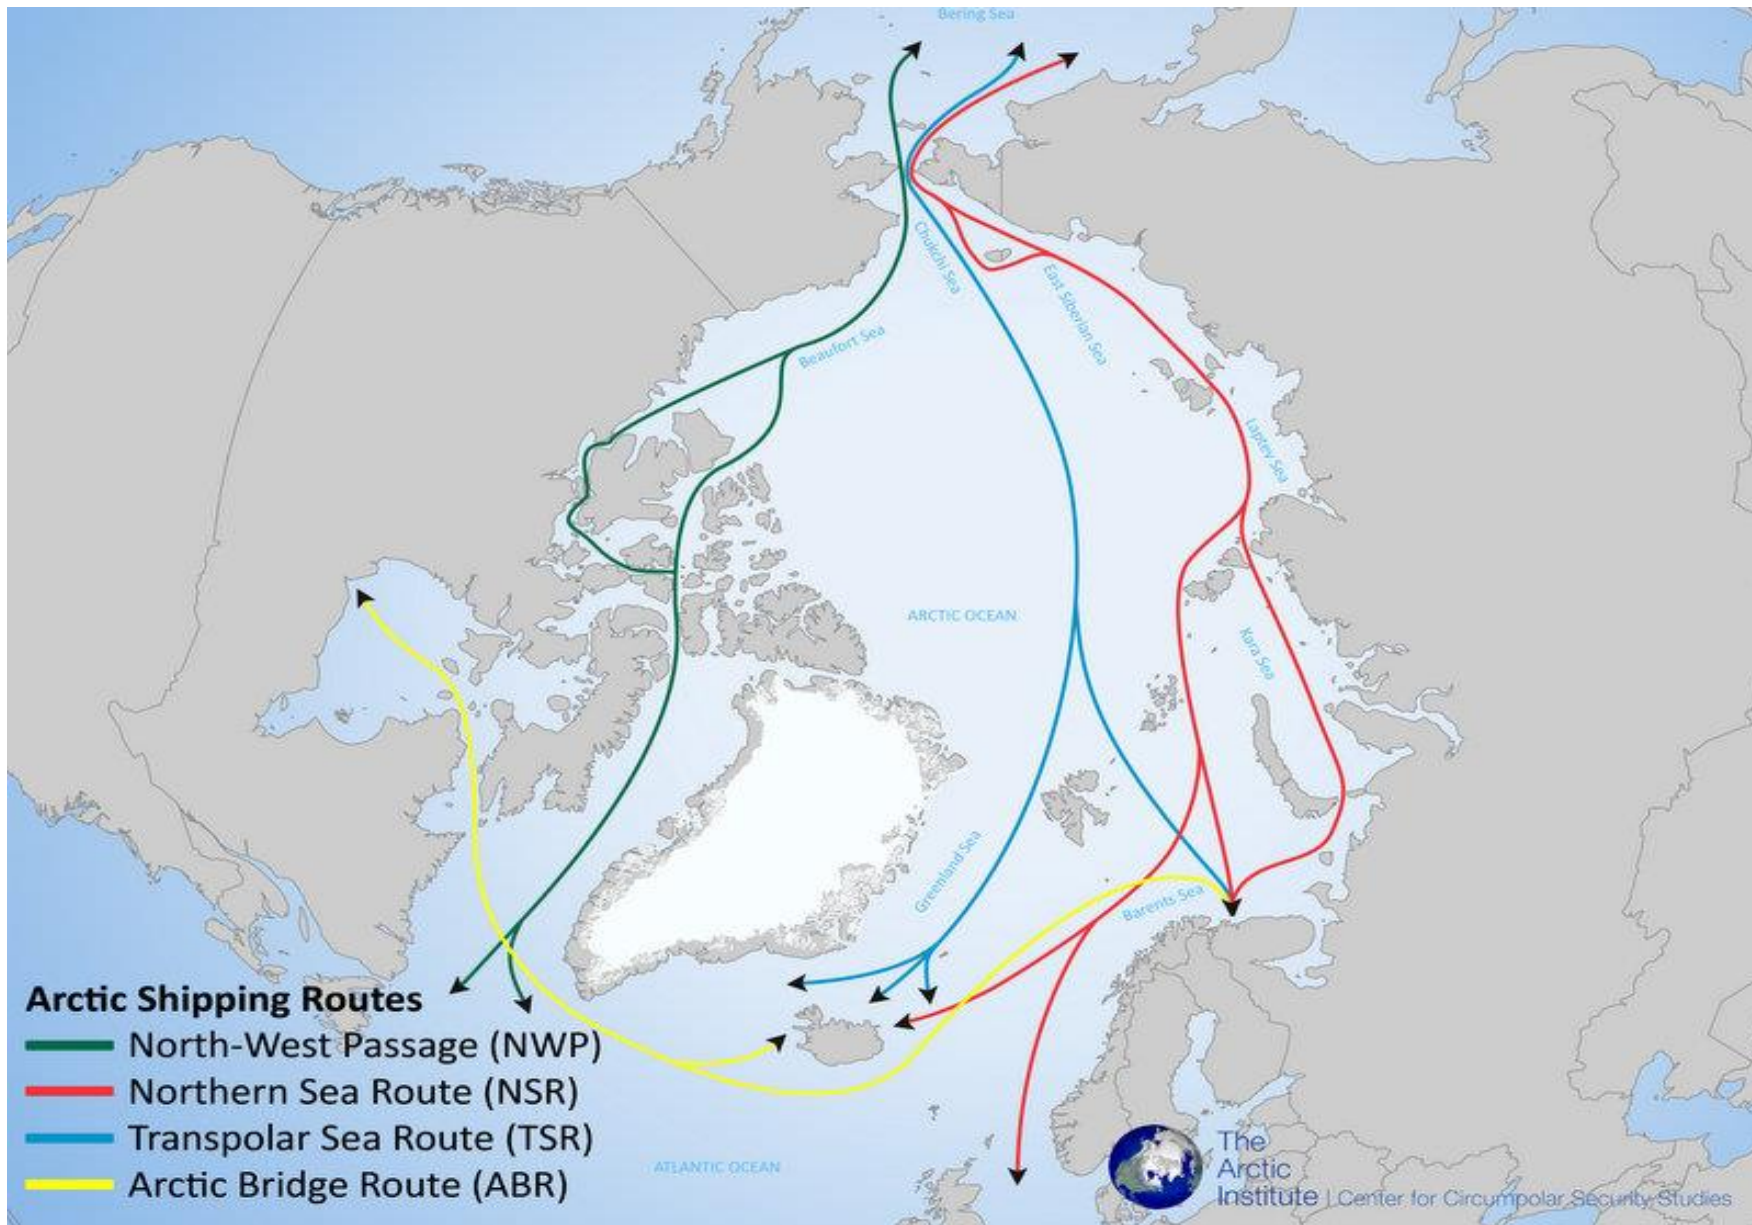 Bering Sea
Chukchi Sea
East Siberian Sea
Beaufort Sea
Laptev Sea
ARCTIC OCEAN
Kara Sea
Greenland Sea
Barents Sea
Arctic Shipping Routes
North-West Passage (NWP)
Northern Sea Route (NSR)
Transpolar Sea Route (TSR)
Arctic Bridge Route (ABR)
ATLANTIC OCEAN
The
Arctic
Institute | Center for Circumpolar Security Studies